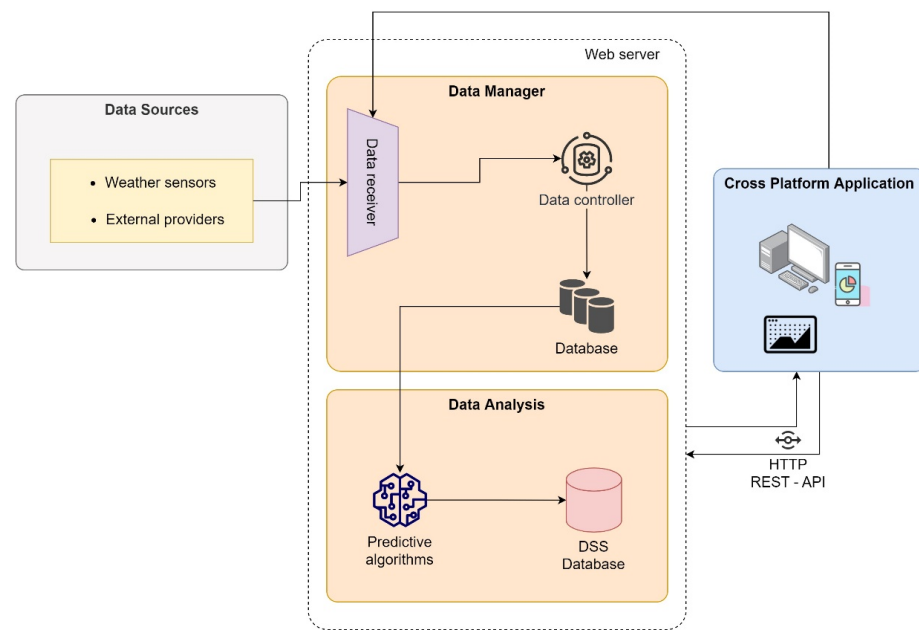 Web server
Data Manager
Data Sources
• Weather sensors
• External providers
Data receiver
Data controller
Database
Cross Platform Application
Data Analysis
Predictive
algorithms
DSS
Database
HTTP
REST - API